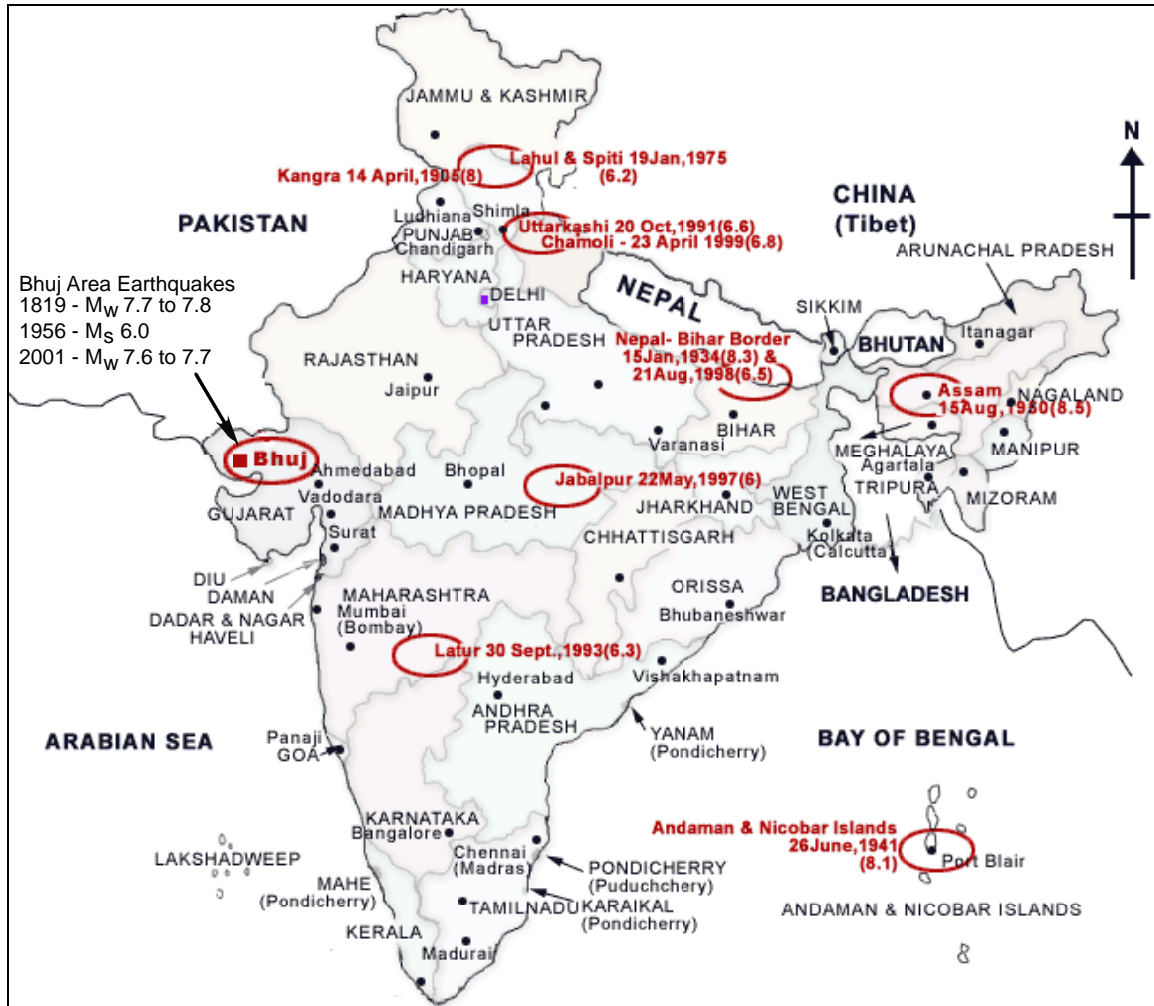 JAMMU & KASHMIR
Lahul & Spiti 19Jan,1975
(6.2)
Kangra 14 April,1905(8)
N
PAKISTAN
CHINA
(Tibet)
Ludhiana
Shimla
PUNJAB
Chandigarh
Uttarkashi 20 Oct,1991(6.6)
Chamoli - 23 April 1999(6.8)
ARUNACHAL PRADESH
HARYANA
DELHI
NEPAL
SIKKIM
Bhuj Area Earthquakes
1819 - MW 7.7 to 7.8
1956 - MS 6.0
2001 - MW 7.6 to 7.7
UTTAR
PRADESH
Nepal- Bihar Border
15Jan,1934(8.3) &
21Aug,1998(6.5)
BHUTAN
Itanagar
RAJASTHAN
Jaipur
Assam
15Aug,1950(8.5)
NAGALAND
BIHAR
Varanasi
MEGHALAYA
MANIPUR
Bhuj
Ahmedabad
Bhopal
Jabalpur 22May,1997(6)
Agartala
TRIPURA
MIZORAM
Vadodara
GUJARAT
MADHYA PRADESH
JHARKHAND
WEST
BENGAL
Surat
CHHATTISGARH
Kolkata
(Calcutta)
DIU
DAMAN
DADAR & NAGAR
HAVELI
MAHARASHTRA
Mumbai
(Bombay)
ORISSA
Bhubaneshwar
BANGLADESH
Latur 30 Sept.,1993(6.3)
Hyderabad
Vishakhapatnam
ANDHRA
PRADESH
ARABIAN SEA
Panaji
GOA
YANAM
(Pondicherry)
BAY OF BENGAL
KARNATAKA
Bangalore
Chennai
(Madras)
Andaman & Nicobar Islands
26June,1941
(8.1)
Port Blair
LAKSHADWEEP
MAHE
(Pondicherry)
PONDICHERRY
(Puduchchery)
TAMILNADU
KARAIKAL
(Pondicherry)
ANDAMAN & NICOBAR ISLANDS
KERALA
Madurai